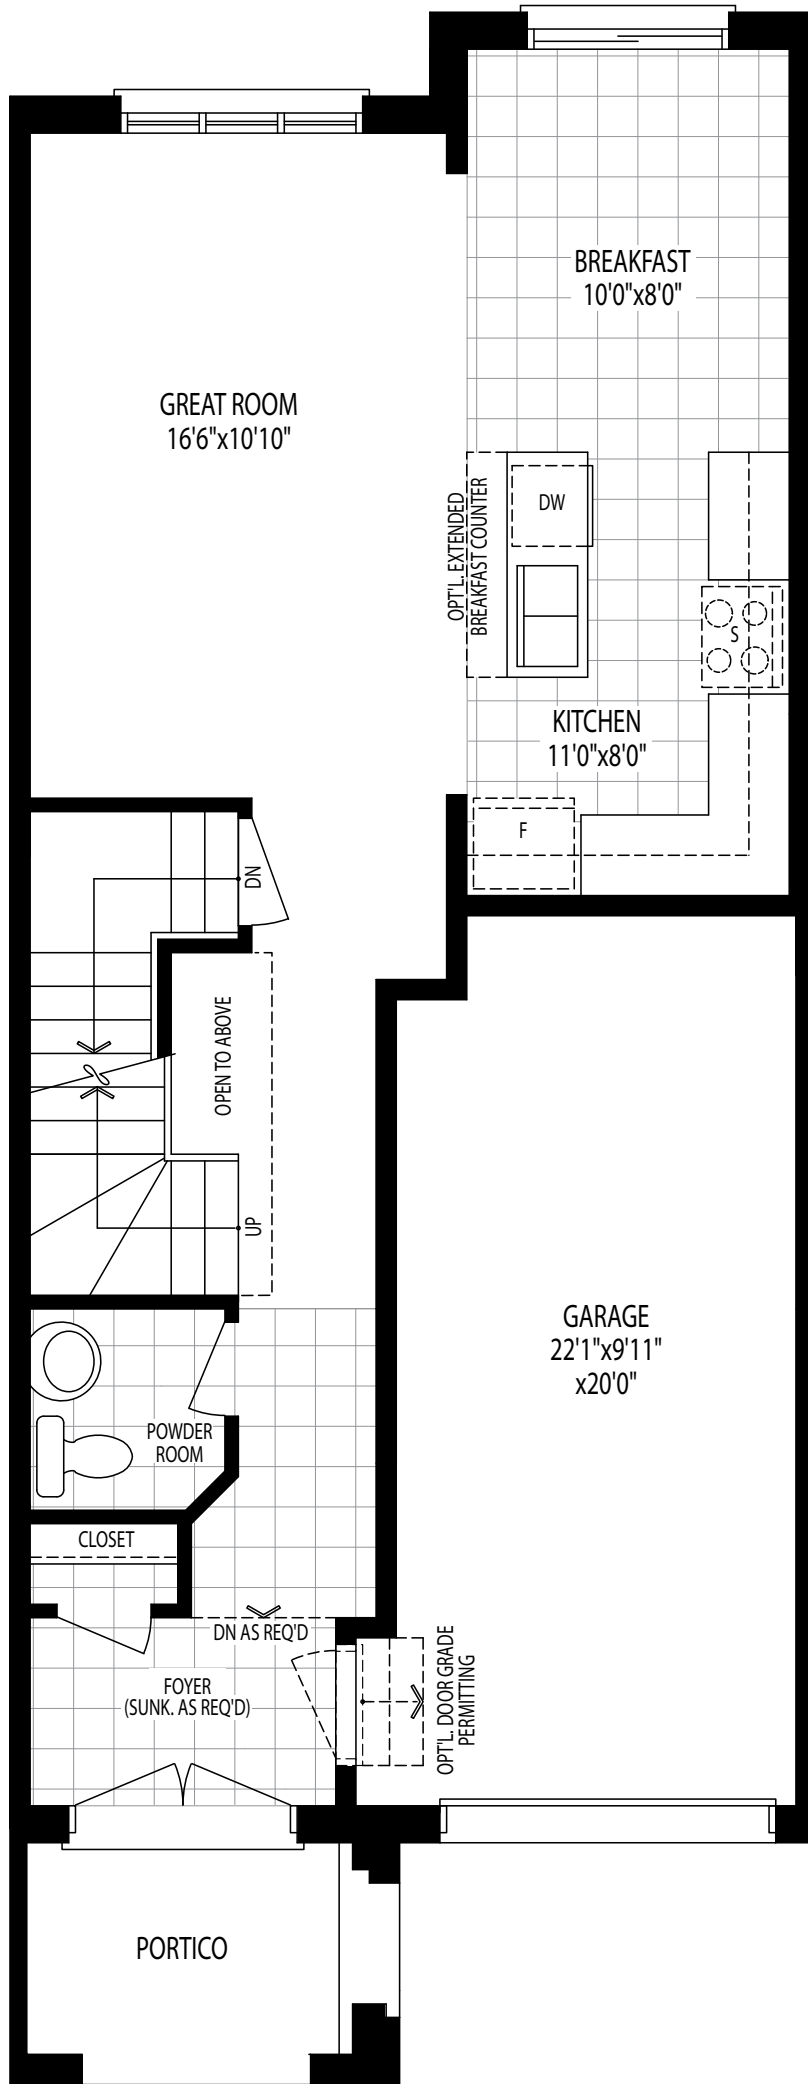 BREAKFAST
10'0"x8'0"
GREAT ROOM
16'6"x10'10"
OPT'L. EXTENDED
BREAKFAST COUNTER
DW
S
KITCHEN
11'0"x8'0"
F
DN
OPEN TO ABOVE
UP
GARAGE
22'1"x9'11"
x20'0"
POWDER
ROOM
CLOSET
DN AS REQ'D
FOYER
(SUNK. AS REQ'D)
OPT'L. DOOR GRADE
PERMITTING
PORTICO